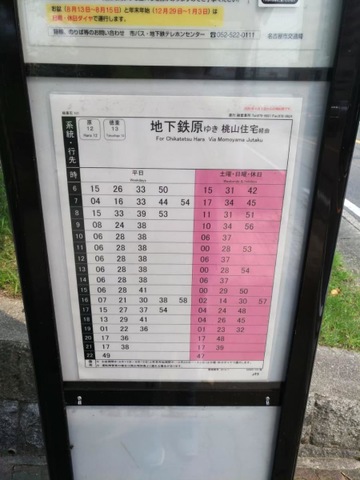 お盆(8月13日~8月15日)と年末年始(12月29日~1月3日)は
日曜・休日ダイヤで運行します。
市バス・地下鉄テレホンセンター 052-522-0111
名古屋市交通局
系統・行先
原12 徳重13
地下鉄原ゆき 桃山住宅経由
For Chikatetsu Hara Via Momoyama Jutaku
時 平日 土曜・日曜・休日
6 15 26 33 50 15 31 42
7 04 16 33 44 54 17 34 45
8 15 33 39 53 11 31 51
9 08 24 38 10 34 56
10 06 28 38 06 37
11 06 28 38 00 28 53
12 06 28 38 06 37
13 06 28 38 00 28 54
14 06 28 38 06 37
15 06 28 41 00 29 50
16 07 21 30 38 58 02 14 30 57
17 15 34 50 04 24 48
18 13 29 41 04 26 45
19 01 22 36 01 23 32
20 17 36 17 48
21 17 38 17 39
22 49 47